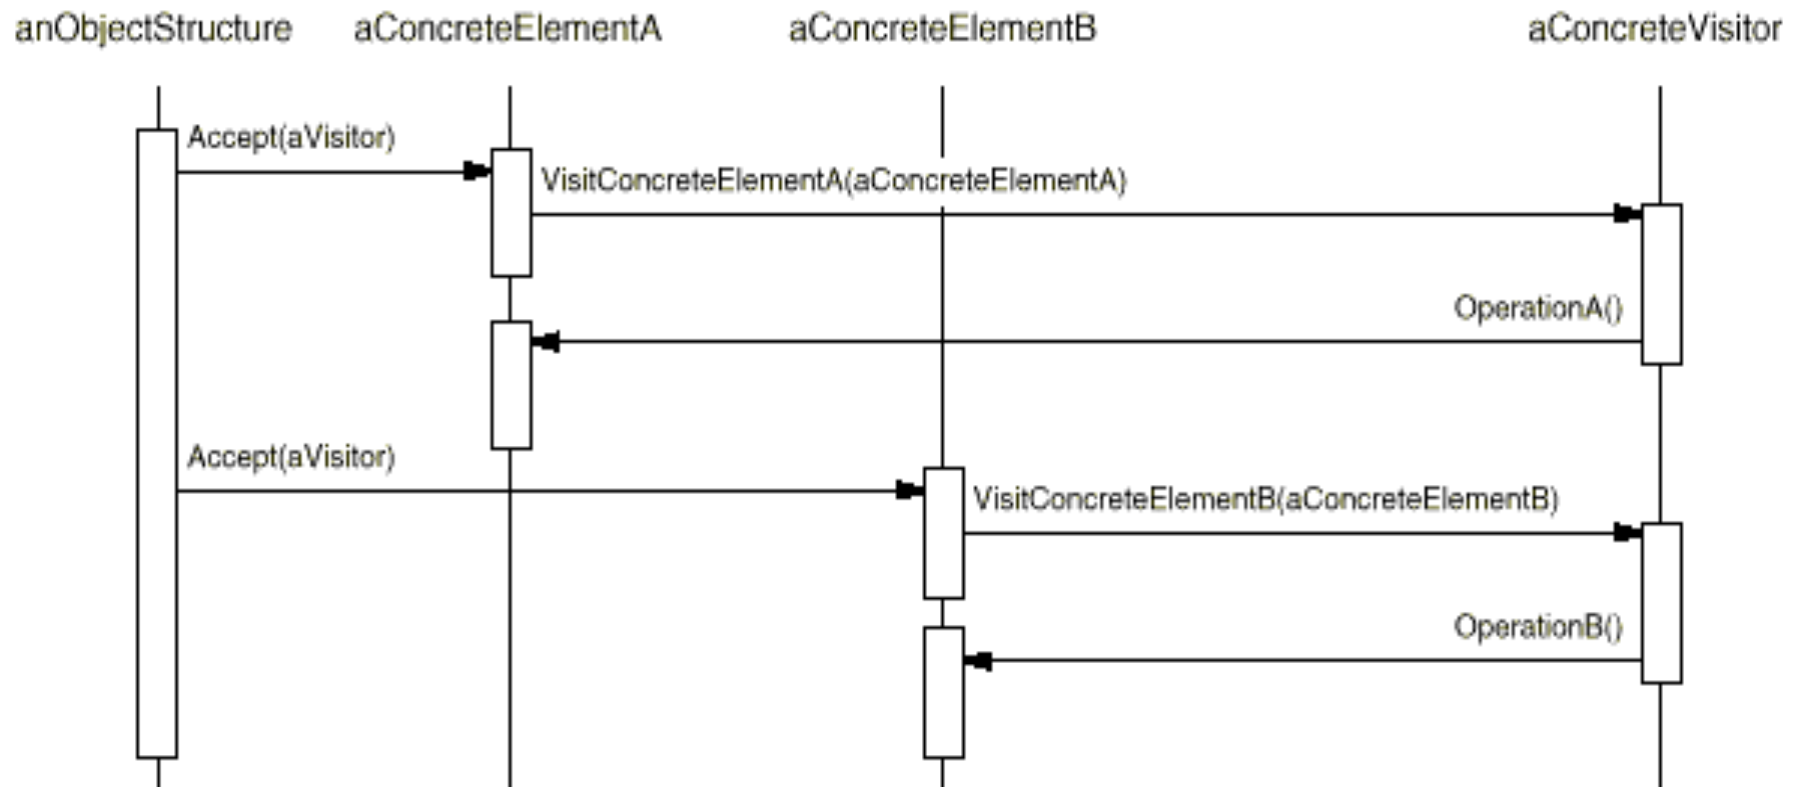 anObjectStructure aConcreteElementA aConcreteElementB aConcreteVisitor
Accept(aVisitor)
VisitConcreteElementA(aConcreteElementA)
OperationA()
Accept(aVisitor)
VisitConcreteElementB(aConcreteElementB)
OperationB()